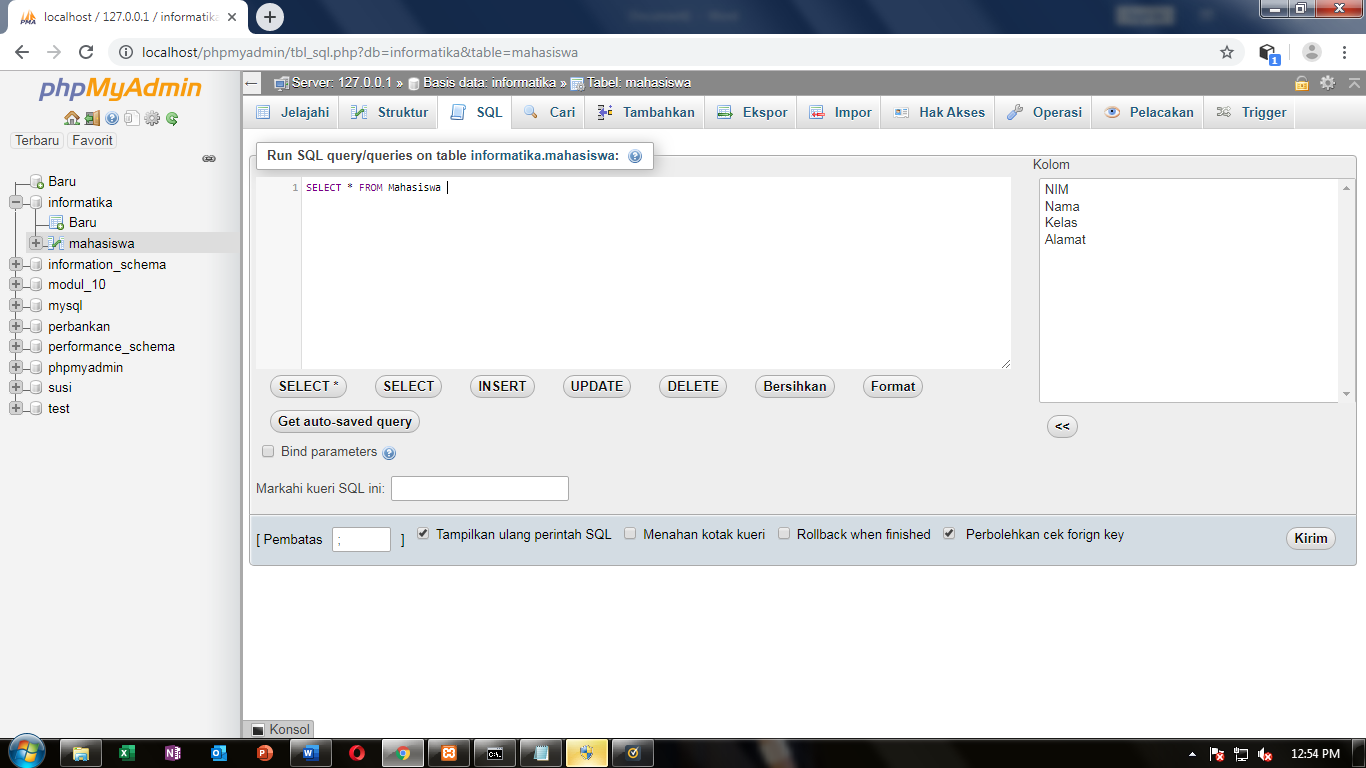 localhost / 127.0.0.1 / informatika
localhost/phpmyadmin/tbl_sql.php?db=informatika&table=mahasiswa
1
phpMyAdmin
Terbaru Favorit
Baru
informatika
Baru
mahasiswa
information_schema
modul_10
mysql
perbankan
performance_schema
phpmyadmin
susi
test
Server: 127.0.0.1 » Basis data: informatika » Tabel: mahasiswa
Jelajahi Struktur SQL Cari Tambahkan Ekspor Impor Hak Akses Operasi Pelacakan Trigger
Run SQL query/queries on table informatika.mahasiswa:
1 SELECT * FROM Mahasiswa
Kolom
NIM
Nama
Kelas
Alamat
<<
SELECT * SELECT INSERT UPDATE DELETE Bersihkan Format
Get auto-saved query
Bind parameters
Markahi kueri SQL ini:
[ Pembatas ; ] Tampilkan ulang perintah SQL Menahan kotak kueri Rollback when finished Perbolehkan cek forign key Kirim
Konsol
12:54 PM